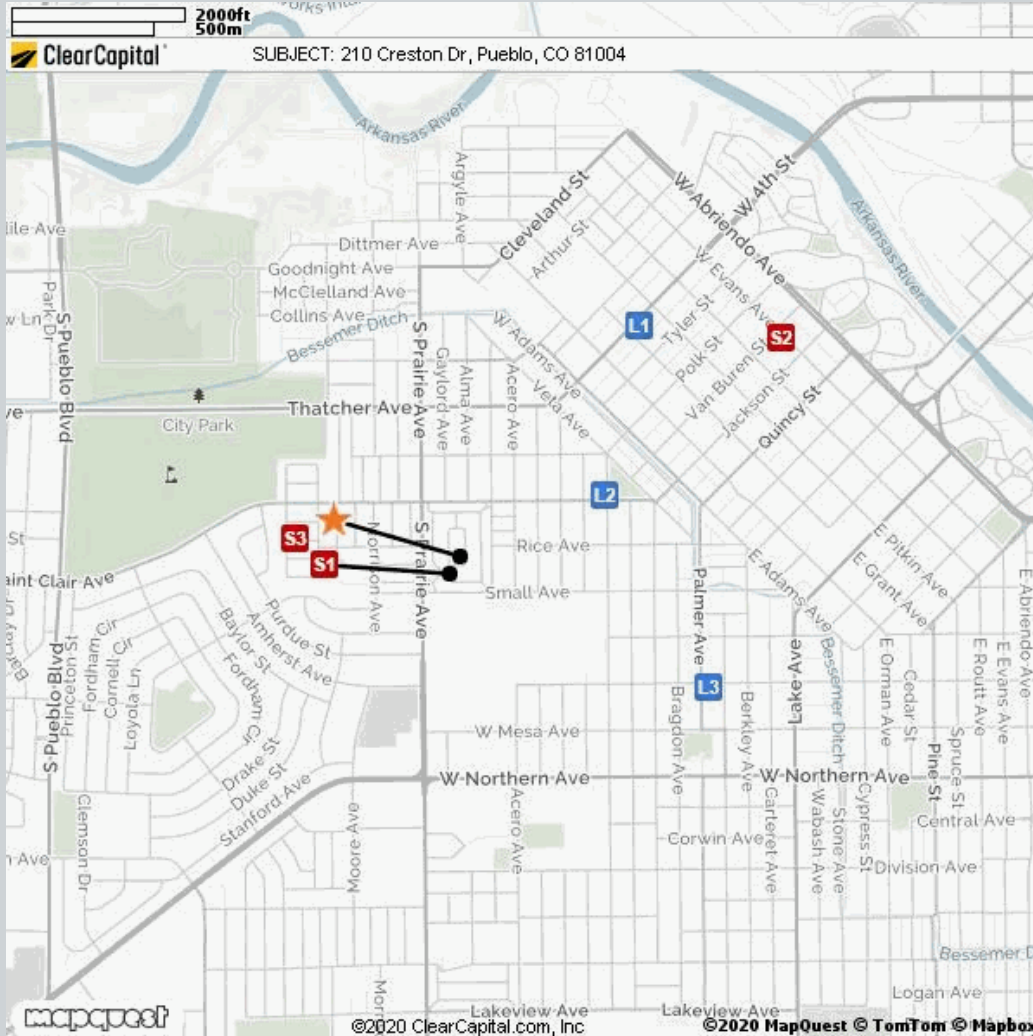 2000ft
500m
ClearCapital
SUBJECT: 210 Creston Dr, Pueblo, CO 81004
Arkansas River
Argyle Ave
Cleveland St
W Abriendo Ave
W 4th St
Arkansas River
Dittmer Ave
Arthur St
Goodnight Ave
McClelland Ave
Collins Ave
Bessemer Ditch
Park Dr
S Pueblo Blvd
S Prairie Ave
W Evans Ave
L1
Tyler St
S2
Polk St
Van Buren St
Jackson St
Quincy St
W Adams Ave
Veta Ave
Gaylord Ave
Alma Ave
Acero Ave
Thatcher Ave
City Park
L2
S3
S1
Morrison Ave
S Prairie Ave
Rice Ave
Small Ave
aint Clair Ave
E Pitkin Ave
E Grant Ave
E Adams Ave
E Abriendo Ave
Palmer Ave
Purdue St
Amherst Ave
Baylor St
Fordham Cir
Fordham Cir
Cornell Cir
Loyola Ln
Princeton St
S Pueblo Blvd
L3
Lake Ave
Bessemer Ditch
E Orman Ave
Cedar St
E Routt Ave
E Evans Ave
Bragdon Ave
Berkley Ave
W Mesa Ave
W Northern Ave
W Northern Ave
Pine St
Spruce St
Drake St
Duke St
Stanford Ave
Clemson Dr
Moore Ave
Acero Ave
Carteret Ave
Wabash Ave
Stone Ave
Cypress St
Central Ave
Corwin Ave
Division Ave
Bessemer D
Logan Ave
Lakeview Ave
Lakeview Ave
mapquest
©2020 ClearCapital.com, Inc
©2020 MapQuest © TomTom © Mapbo